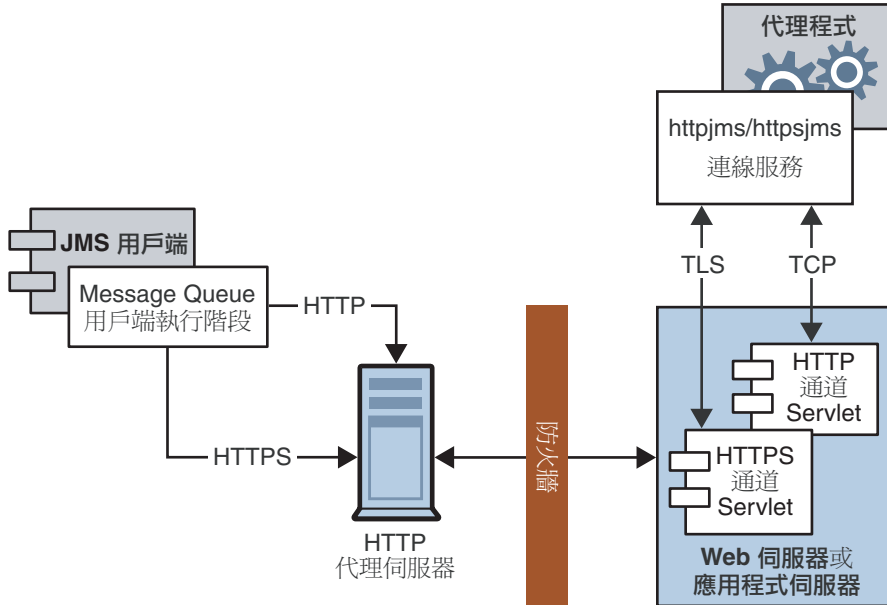 代理程式
httpjms/httpsjms
連線服務
JMS 用戶端
Message Queue
用戶端執行階段
HTTP
HTTPS
HTTP
代理伺服器
防火牆
TLS
TCP
HTTP
通道
Servlet
HTTPS
通道
Servlet
Web 伺服器或
應用程式伺服器